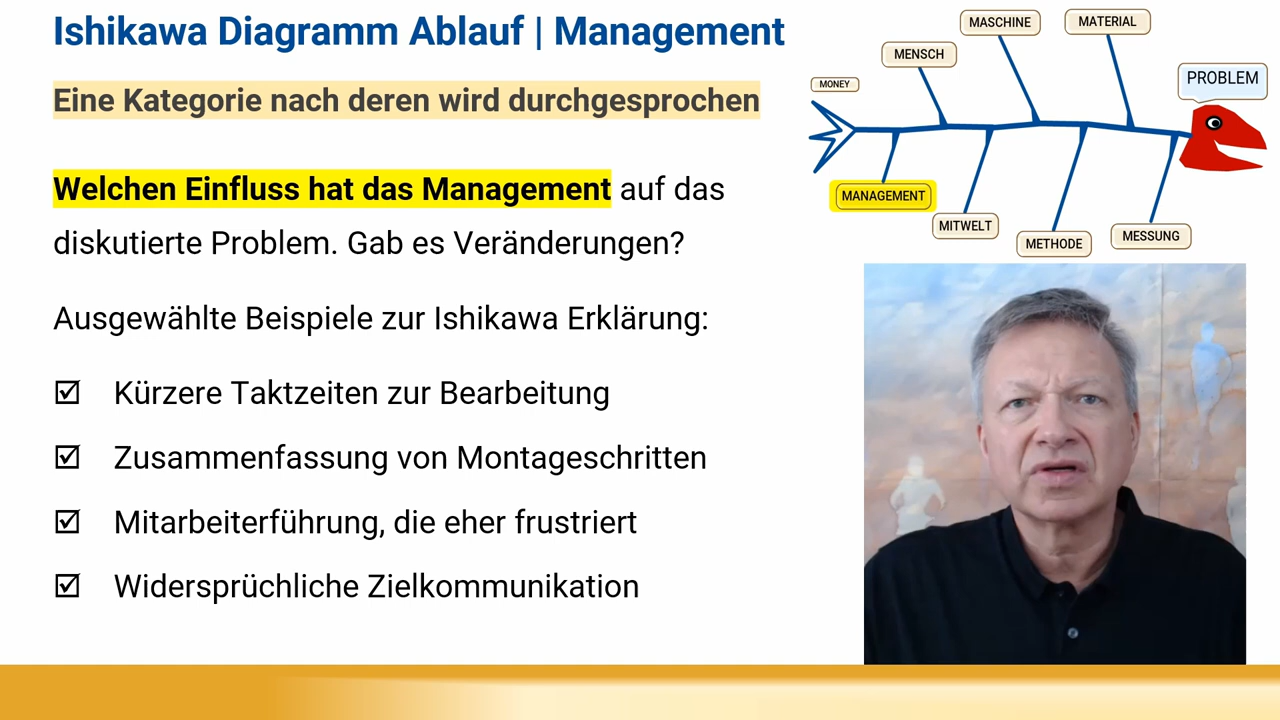 Ishikawa Diagramm Ablauf | Management
Eine Kategorie nach deren wird durchgesprochen
Welchen Einfluss hat das Management auf das
diskutierte Problem. Gab es Veränderungen?
Ausgewählte Beispiele zur Ishikawa Erklärung:
Kürzere Taktzeiten zur Bearbeitung
Zusammenfassung von Montageschritten
Mitarbeiterführung, die eher frustriert
Widersprüchliche Zielkommunikation
MASCHINE
MATERIAL
MENSCH
MONEY
PROBLEM
MANAGEMENT
MITWELT
METHODE
MESSUNG